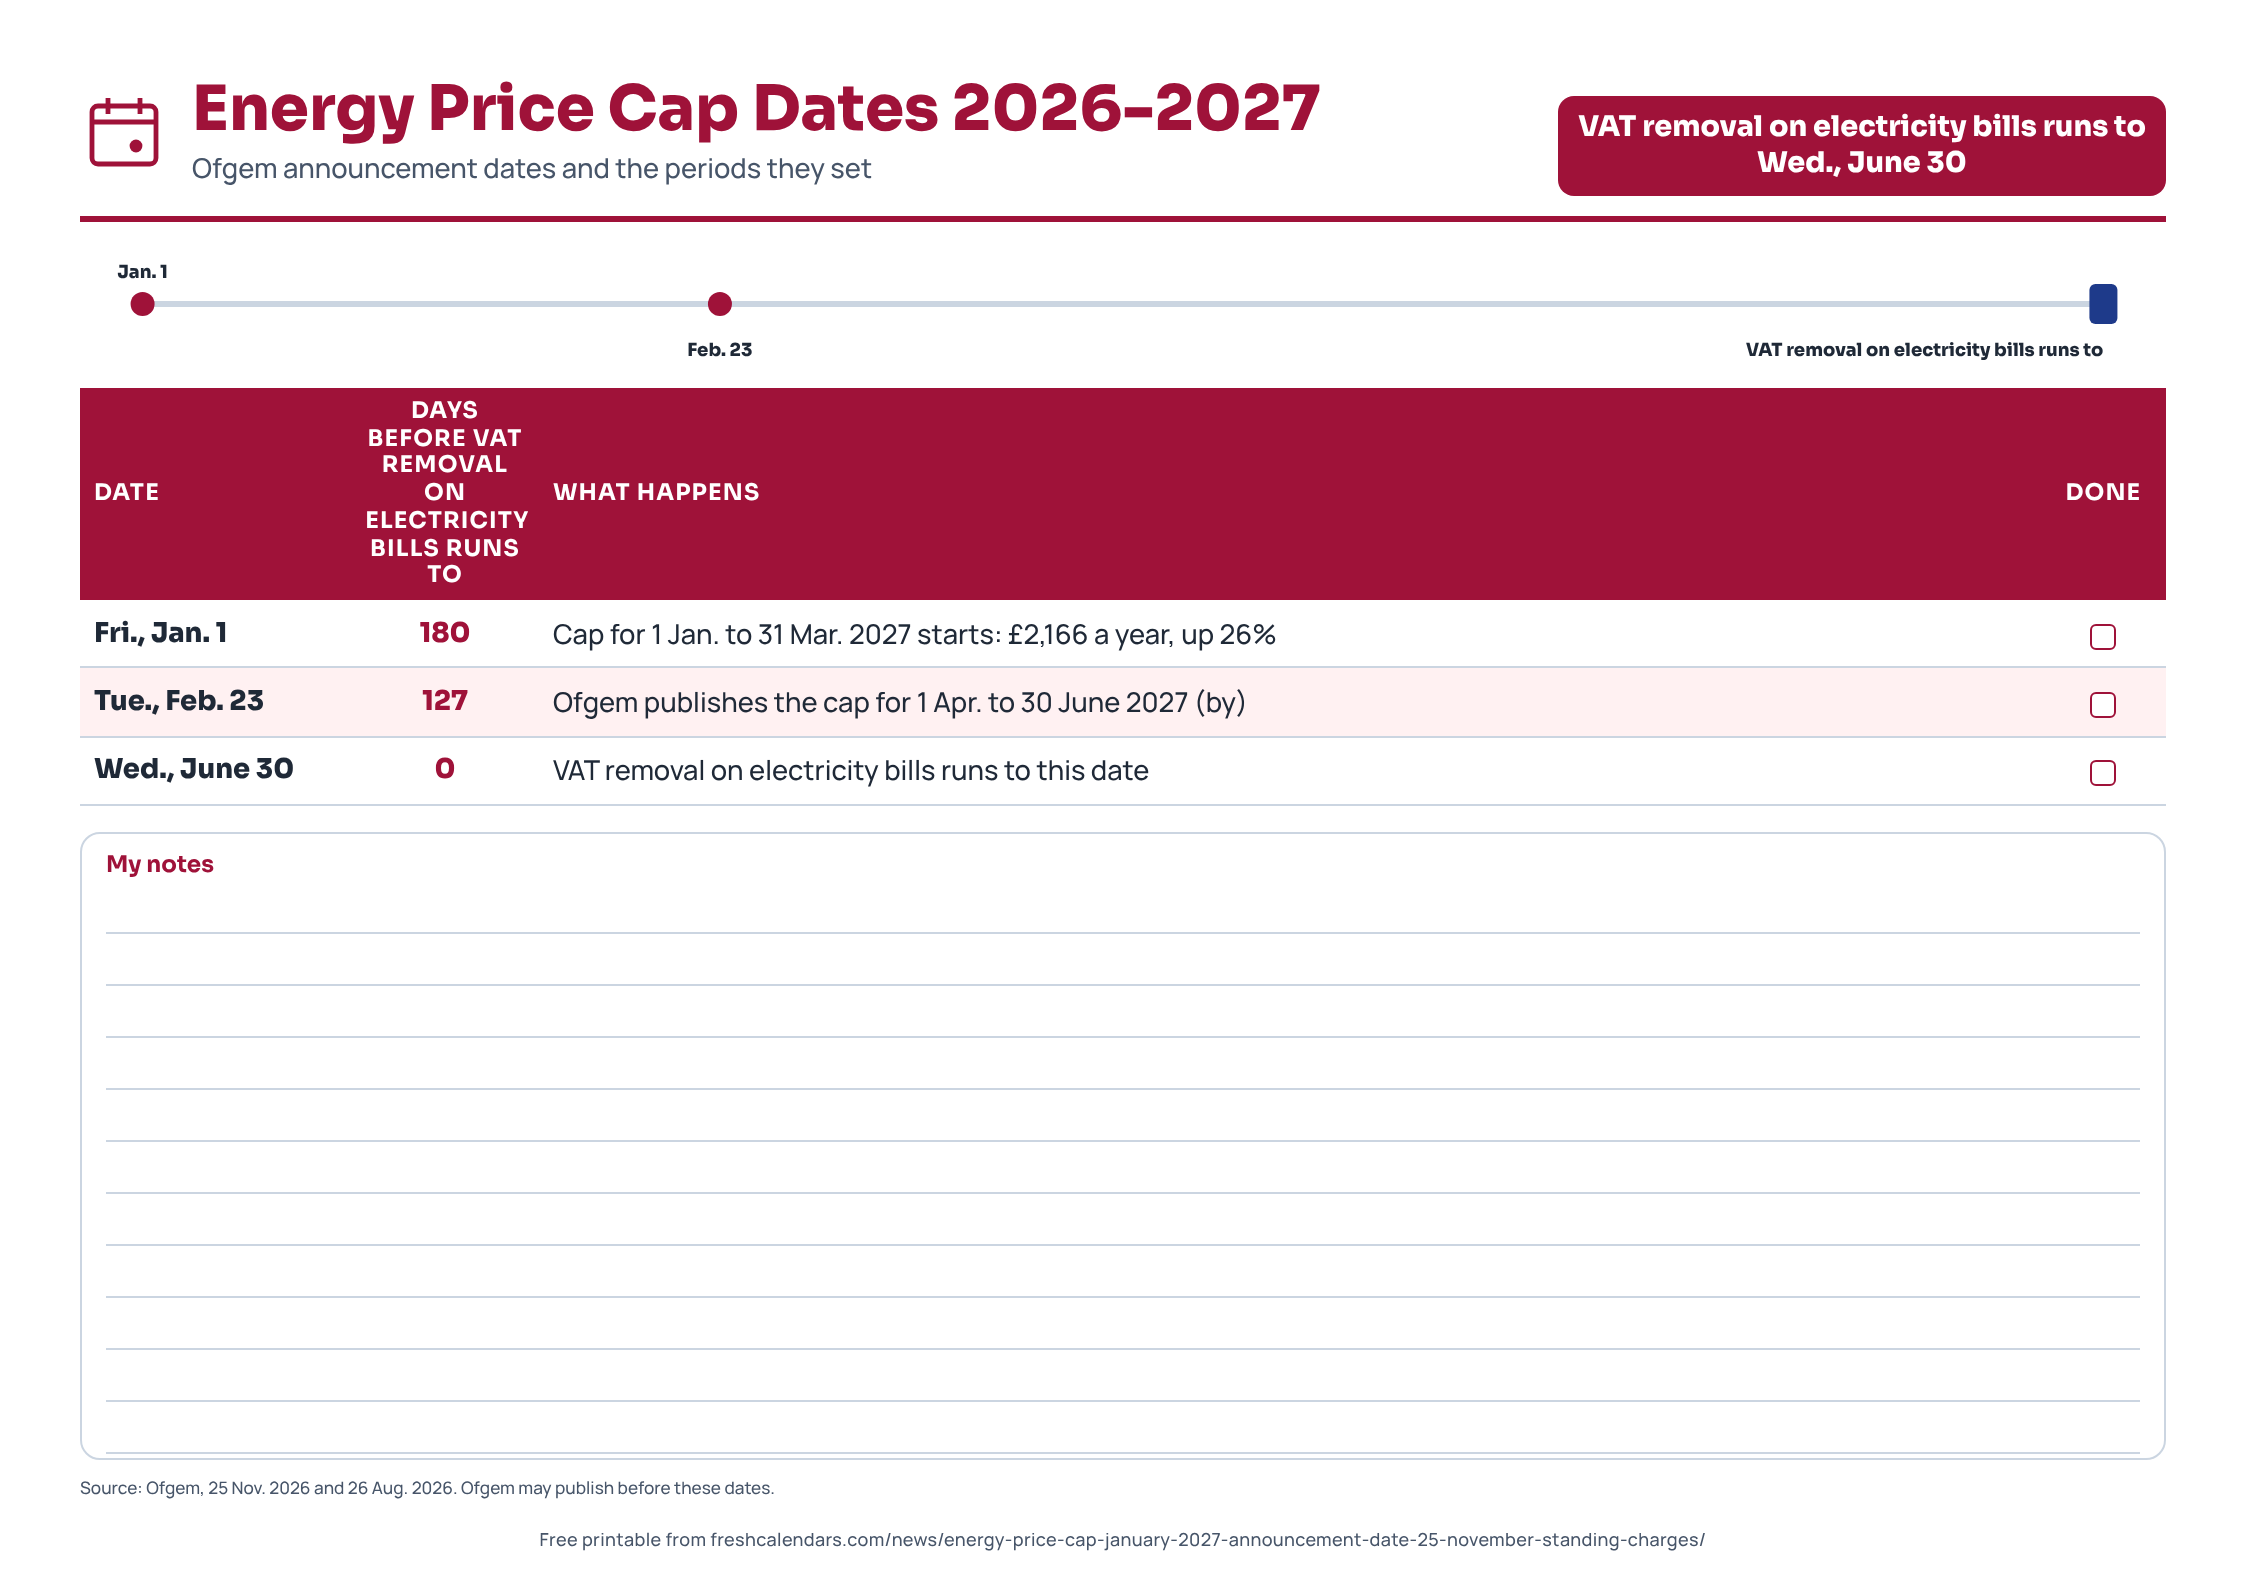 Energy Price Cap Dates 2026-2027
Ofgem announcement dates and the periods they set
VAT removal on electricity bills runs to
Wed., June 30
Jan. 1
Feb. 23
VAT removal on electricity bills runs to
DATE
DAYS
BEFORE VAT
REMOVAL
ON
ELECTRICITY
BILLS RUNS
TO
WHAT HAPPENS
DONE
Fri., Jan. 1 180 Cap for 1 Jan. to 31 Mar. 2027 starts: £2,166 a year, up 26%
Tue., Feb. 23 127 Ofgem publishes the cap for 1 Apr. to 30 June 2027 (by)
Wed., June 30 0 VAT removal on electricity bills runs to this date
My notes
Source: Ofgem, 25 Nov. 2026 and 26 Aug. 2026. Ofgem may publish before these dates.
Free printable from freshcalendars.com/news/energy-price-cap-january-2027-announcement-date-25-november-standing-charges/